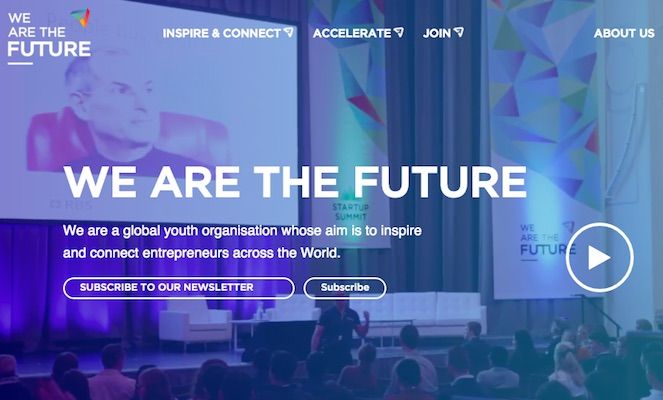 WE
ARE THE
FUTURE
INSPIRE & CONNECT
ACCELERATE
JOIN
ABOUT US
WE ARE THE FUTURE
RBS
STARTUP
SUMMIT
We are a global youth organisation whose aim is to inspire
and connect entrepreneurs across the World.
WE
ARE THE
FUTURE
SUBSCRIBE TO OUR NEWSLETTER
Subscribe